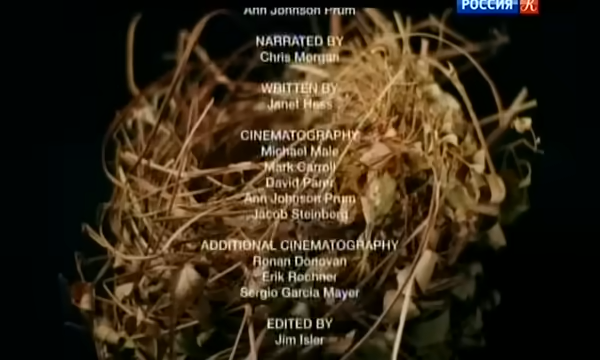 Ann Johnson Prum
РОССИЯ К
NARRATED BY
Chris Morgan
WRITTEN BY
Janet Hess
CINEMATOGRAPHY
Michael Male
Mark Carroll
David Parer
Ann Johnson Prum
Jacob Steinberg
ADDITIONAL CINEMATOGRAPHY
Ronan Donovan
Erik Rochner
Sergio Garcia Mayer
EDITED BY
Jim Isler